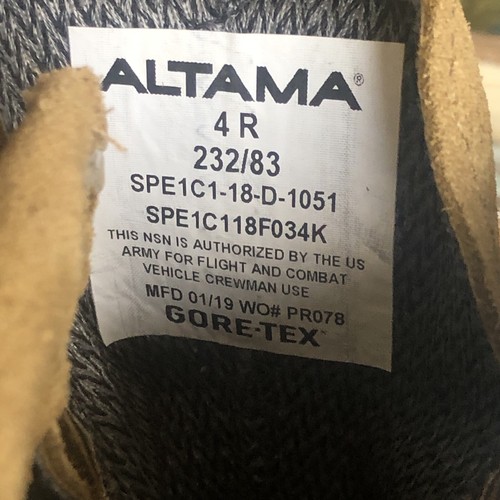 ALTAMA®
4 R
232/83
SPE1C1-18-D-1051
SPE1C118F034K
THIS NSN IS AUTHORIZED BY THE US
ARMY FOR FLIGHT AND COMBAT
VEHICLE CREWMAN USE
MFD 01/19 WO# PR078
GORE-TEX™